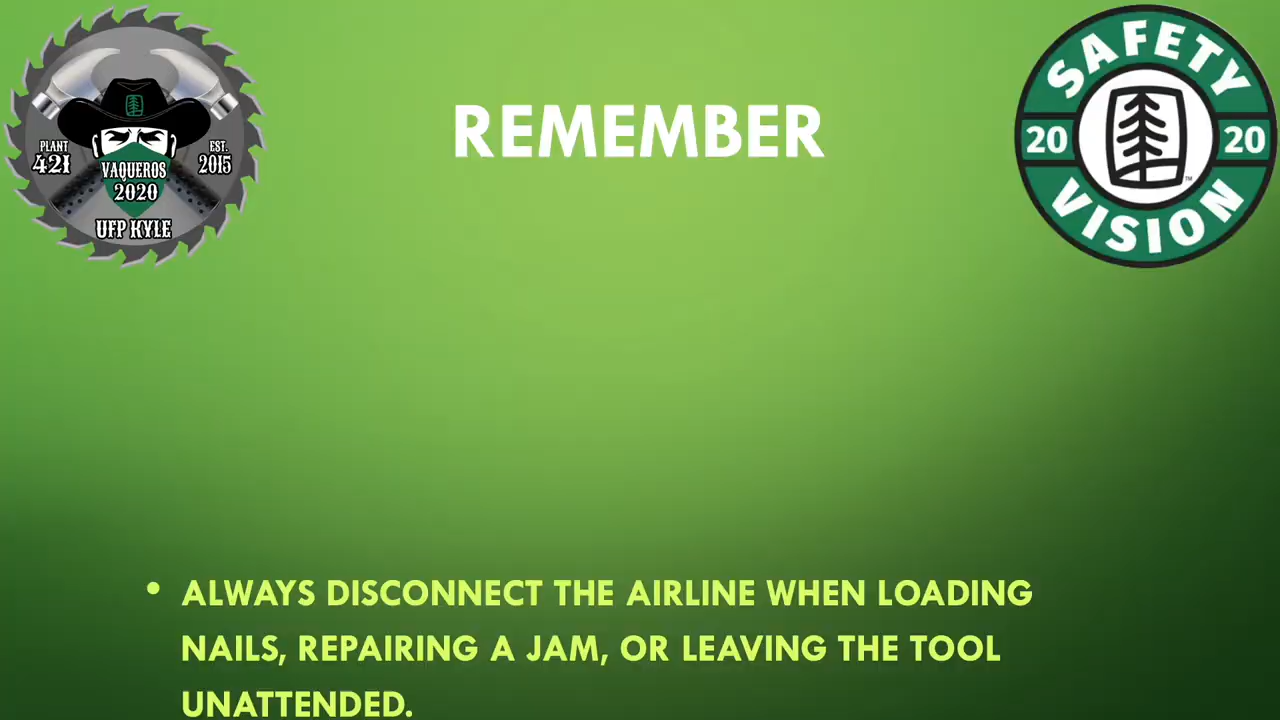 PLANT
421
EST.
2015
VAQUEROS
2020
UFP KYLE
REMEMBER
SAFETY
20 20
VISION
TM
• ALWAYS DISCONNECT THE AIRLINE WHEN LOADING
NAILS, REPAIRING A JAM, OR LEAVING THE TOOL
UNATTENDED.